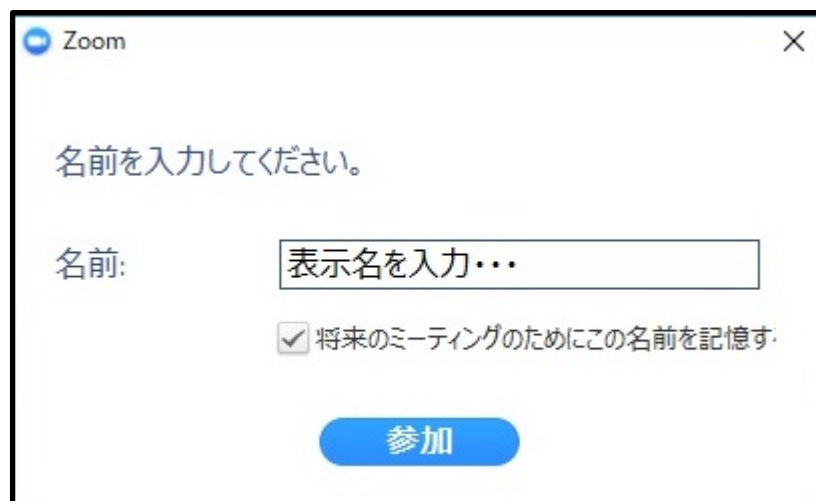 Zoom
名前を入力してください。
名前:
表示名を入力・・・
将来のミーティングのためにこの名前を記憶す
参加